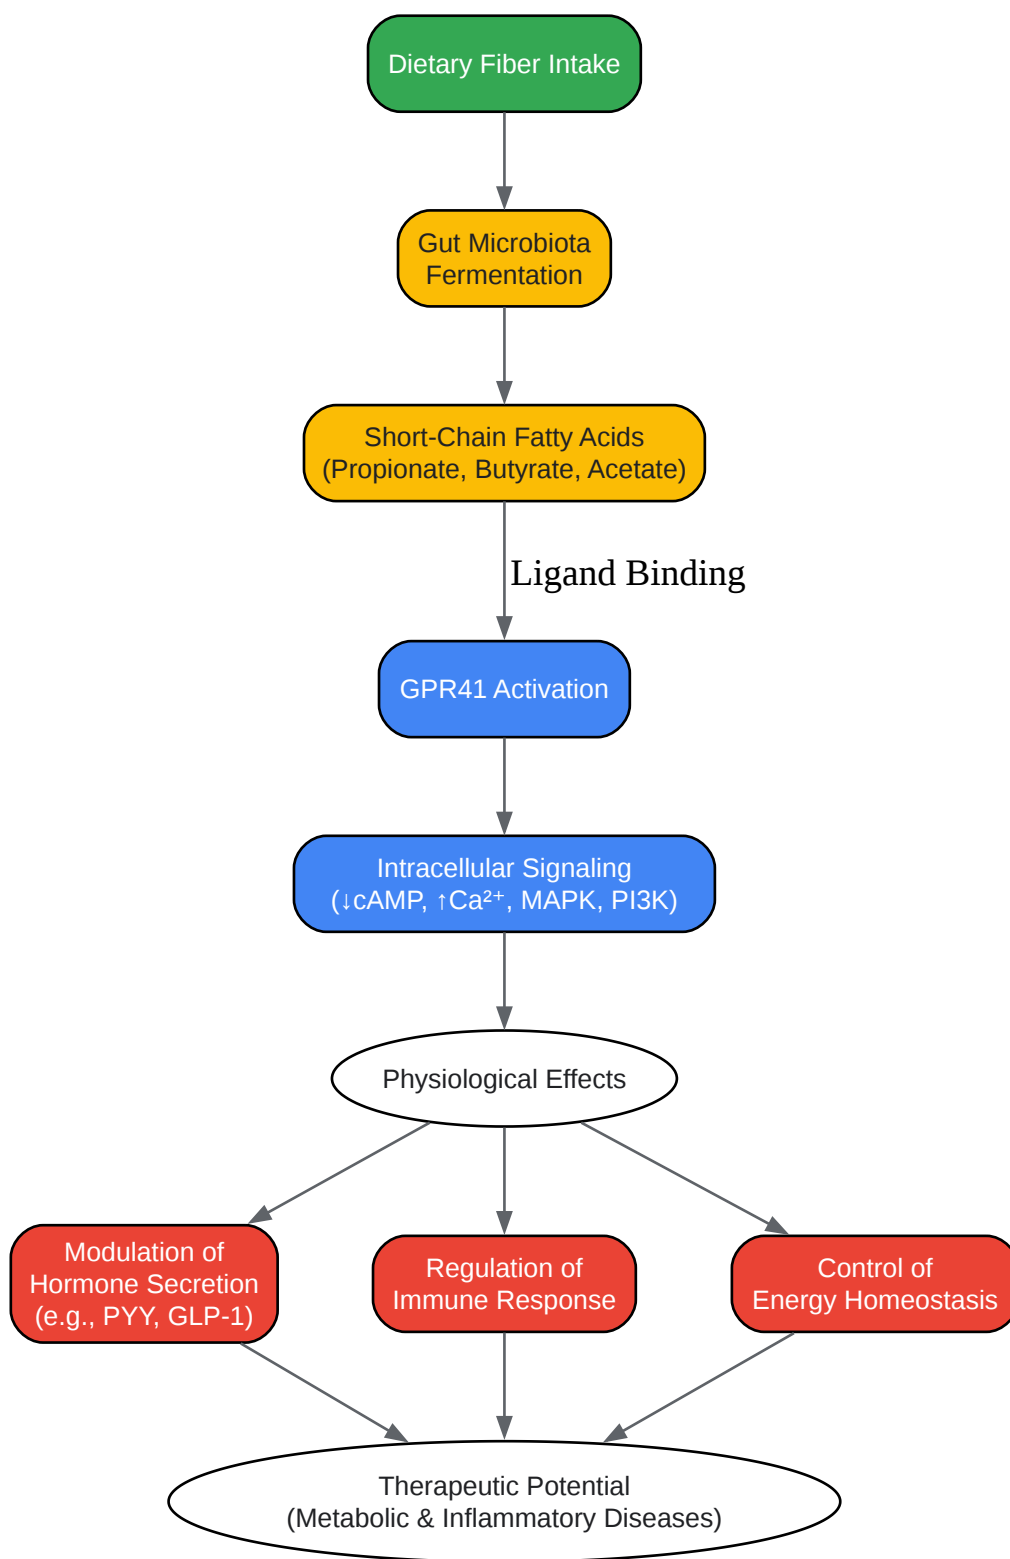 Dietary Fiber Intake
Gut Microbiota
Fermentation
Short-Chain Fatty Acids
(Propionate, Butyrate, Acetate)
Ligand Binding
GPR41 Activation
Intracellular Signaling
(↓cAMP, ↑Ca²⁺, MAPK, PI3K)
Physiological Effects
Modulation of
Hormone Secretion
(e.g., PYY, GLP-1)
Regulation of
Immune Response
Control of
Energy Homeostasis
Therapeutic Potential
(Metabolic & Inflammatory Diseases)